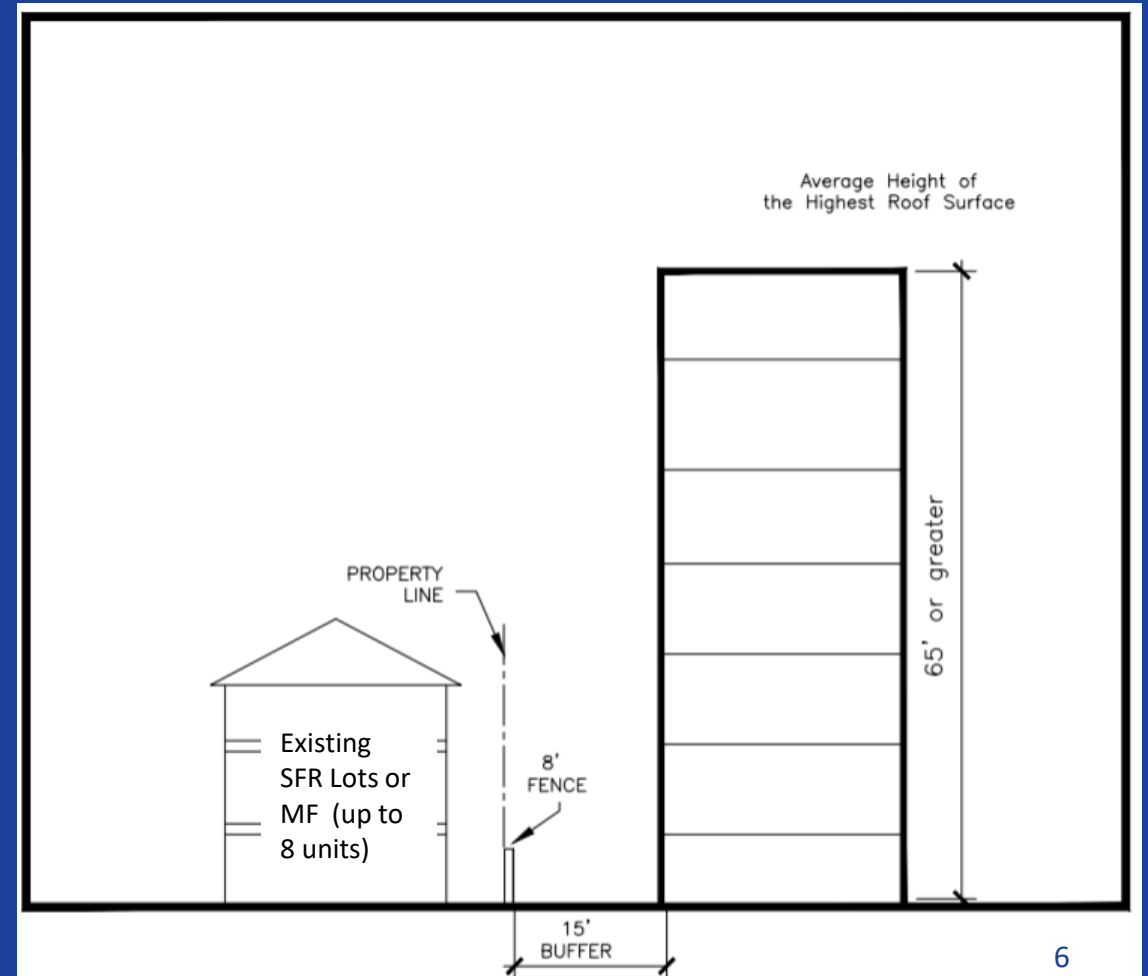 Average Height of
the Highest Roof Surface
65' or greater
PROPERTY
LINE
Existing
SFR Lots or
MF (up to
8 units)
8'
FENCE
15'
BUFFER
6